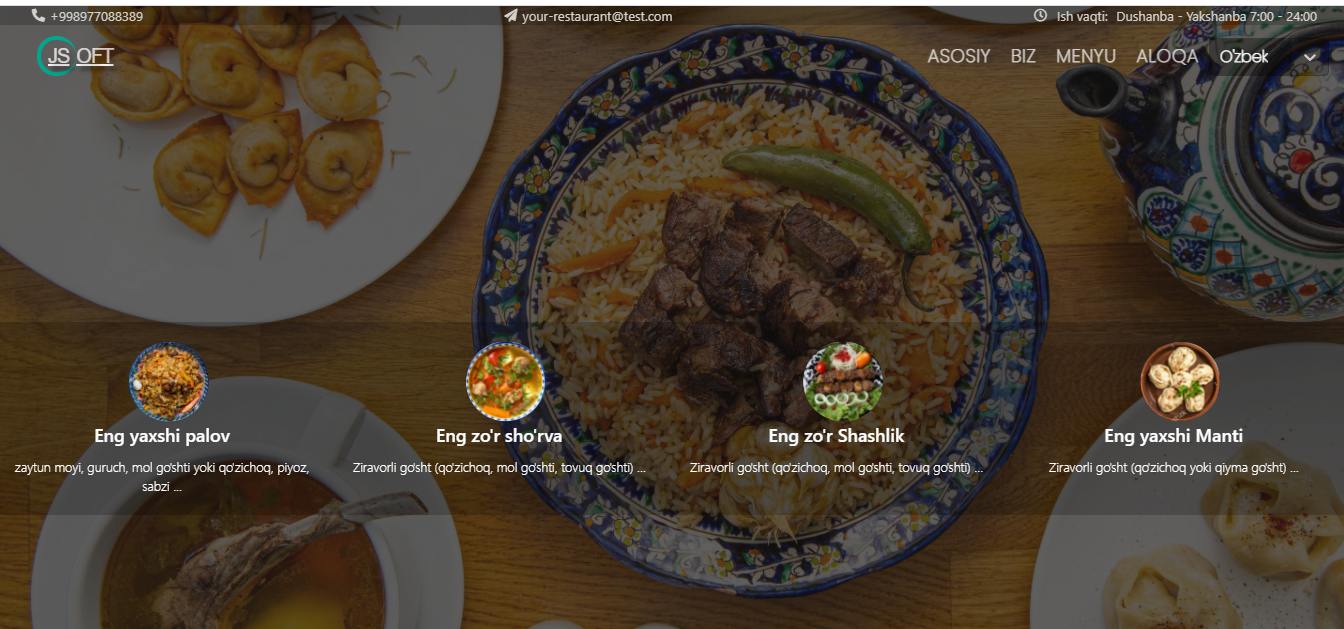 +998977088389
your-restaurant@test.com
Ish vaqti: Dushanba - Yakshanba 7:00 - 24:00
JS OFT
ASOSIY BIZ MENYU ALOQA O'zbek
Eng yaxshi palov
zaytun moyi, guruch, mol go'shti yoki qo'zichoq, piyoz,
sabzi ...
Eng zo'r sho'rva
Ziravorli go'sht (qo'zichoq, mol go'shti, tovuq go'shti) ...
Eng zo'r Shashlik
Ziravorli go'sht (qo'zichoq, mol go'shti, tovuq go'shti) ...
Eng yaxshi Manti
Ziravorli go'sht (qo'zichoq yoki qiyma go'sht) ...